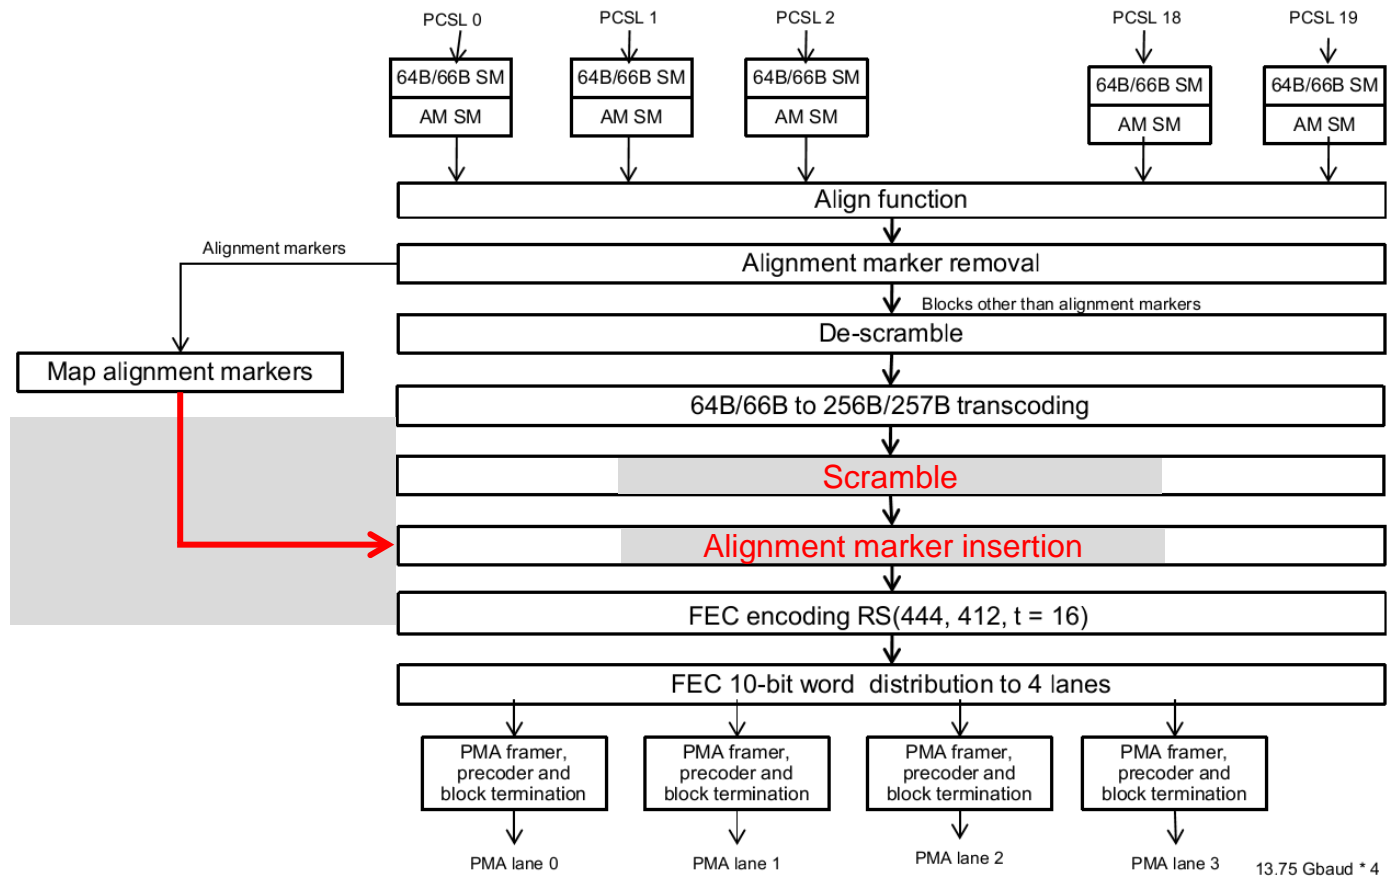 PCSL 0
PCSL 1
PCSL 2
PCSL 18
PCSL 19
64B/66B SM
64B/66B SM
64B/66B SM
64B/66B SM
64B/66B SM
AM SM
AM SM
AM SM
AM SM
AM SM
Align function
Alignment markers
Alignment marker removal
Blocks other than alignment markers
De-scramble
Map alignment markers
64B/66B to 256B/257B transcoding
Scramble
Alignment marker insertion
FEC encoding RS(444, 412, t = 16)
FEC 10-bit word distribution to 4 lanes
PMA framer,
precoder and
block termination
PMA framer,
precoder and
block termination
PMA framer,
precoder and
block termination
PMA framer,
precoder and
block termination
PMA lane 0
PMA lane 1
PMA lane 2
PMA lane 3
13.75 Gbaud * 4